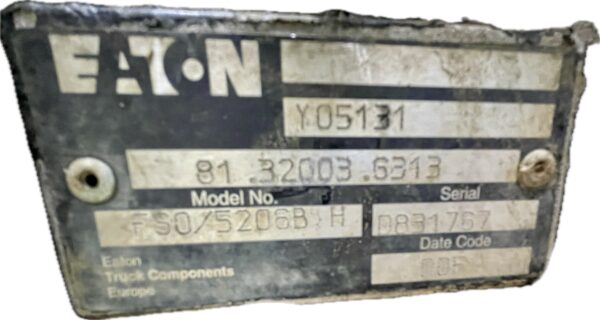 EATON
Y05131
81.32003.6313
Model No.
Serial
FSO/5206B H
D831767
Date Code
Eaton
Truck Components
Europe